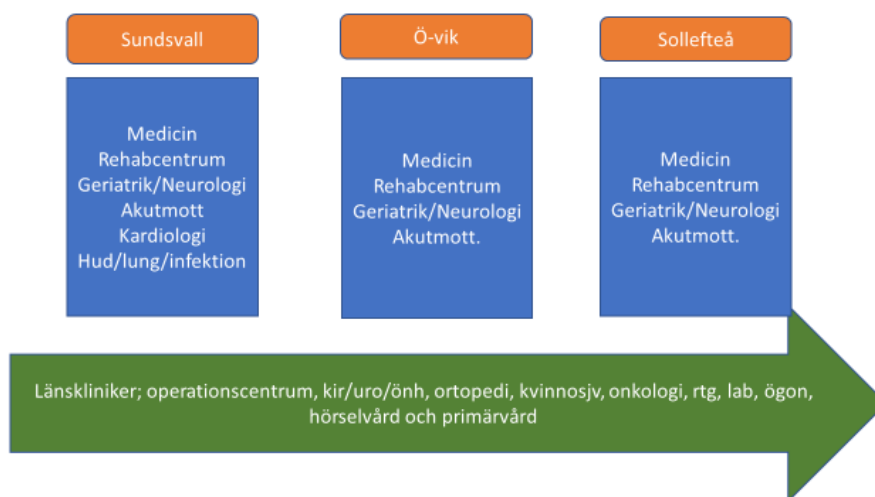 Sundsvall
Medicin
Rehabcentrum
Geriatrik/Neurologi
Akutmott
Kardiologi
Hud/lung/infektion
Ö-vik
Medicin
Rehabcentrum
Geriatrik/Neurologi
Akutmott.
Sollefteå
Medicin
Rehabcentrum
Geriatrik/Neurologi
Akutmott.
Länskliniker; operationscentrum, kir/uro/önh, ortopedi, kvinnosjv, onkologi, rtg, lab, ögon,
hörselvård och primärvård